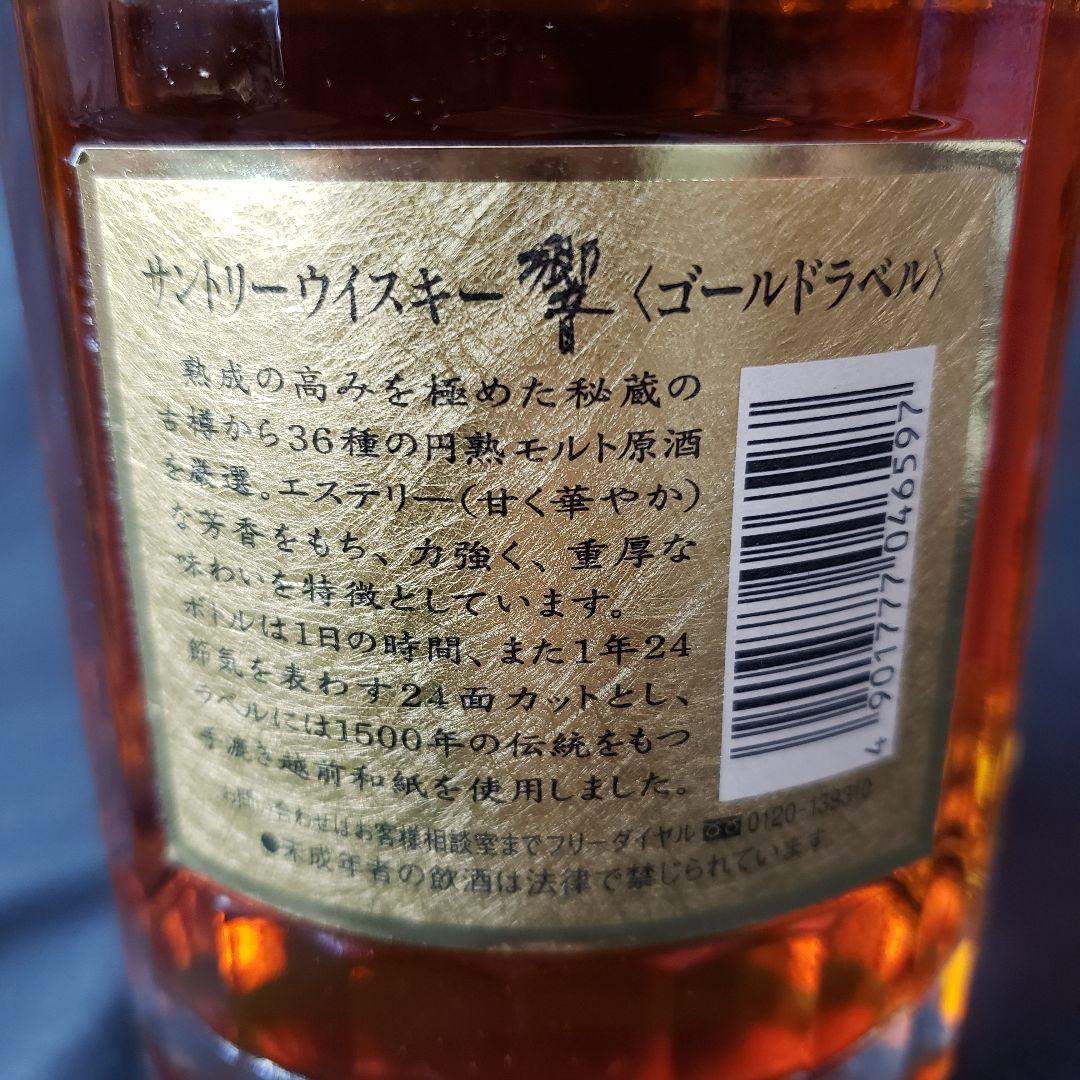 サントリーウイスキー 響〈ゴールドラベル〉
熟成の高みを極めた秘蔵の
古樽から36種の円熟モルト原酒
を厳選。エステリー(甘く華やか)
な芳香をもち、力強く、重厚な
味わいを特徴としています。
ボトルは1日の時間、また1年24
節気を表わす24面カットとし、
ラベルには1500年の伝統をもつ
手漉き越前和紙を使用しました。
お問い合わせはお客様相談室までフリーダイヤル 0120-139310
●未成年者の飲酒は法律で禁じられています。
4901777046597